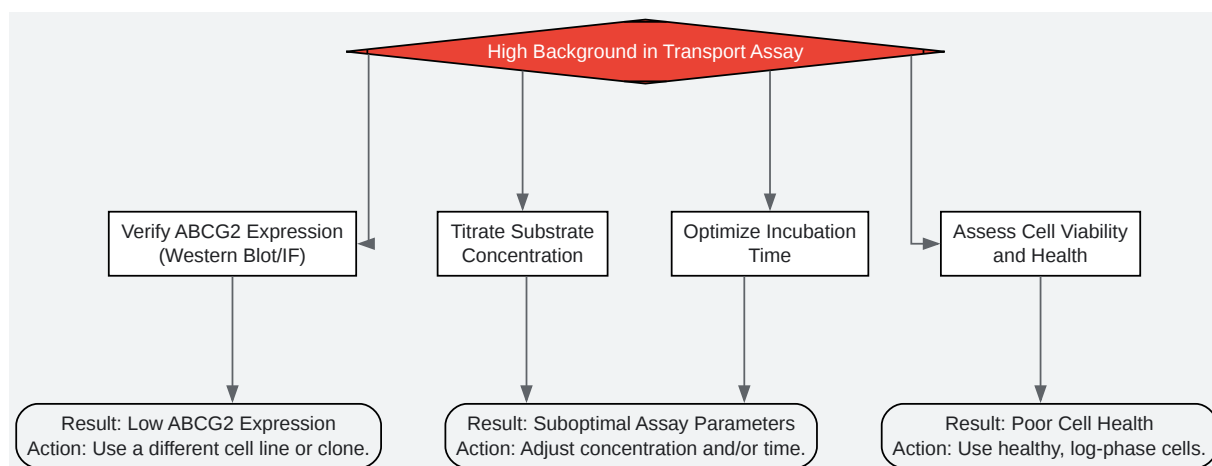 High Background in Transport Assay
Verify ABCG2 Expression
(Western Blot/IF)
Titrate Substrate
Concentration
Optimize Incubation
Time
Assess Cell Viability
and Health
Result: Low ABCG2 Expression
Action: Use a different cell line or clone.
Result: Suboptimal Assay Parameters
Action: Adjust concentration and/or time.
Result: Poor Cell Health
Action: Use healthy, log-phase cells.